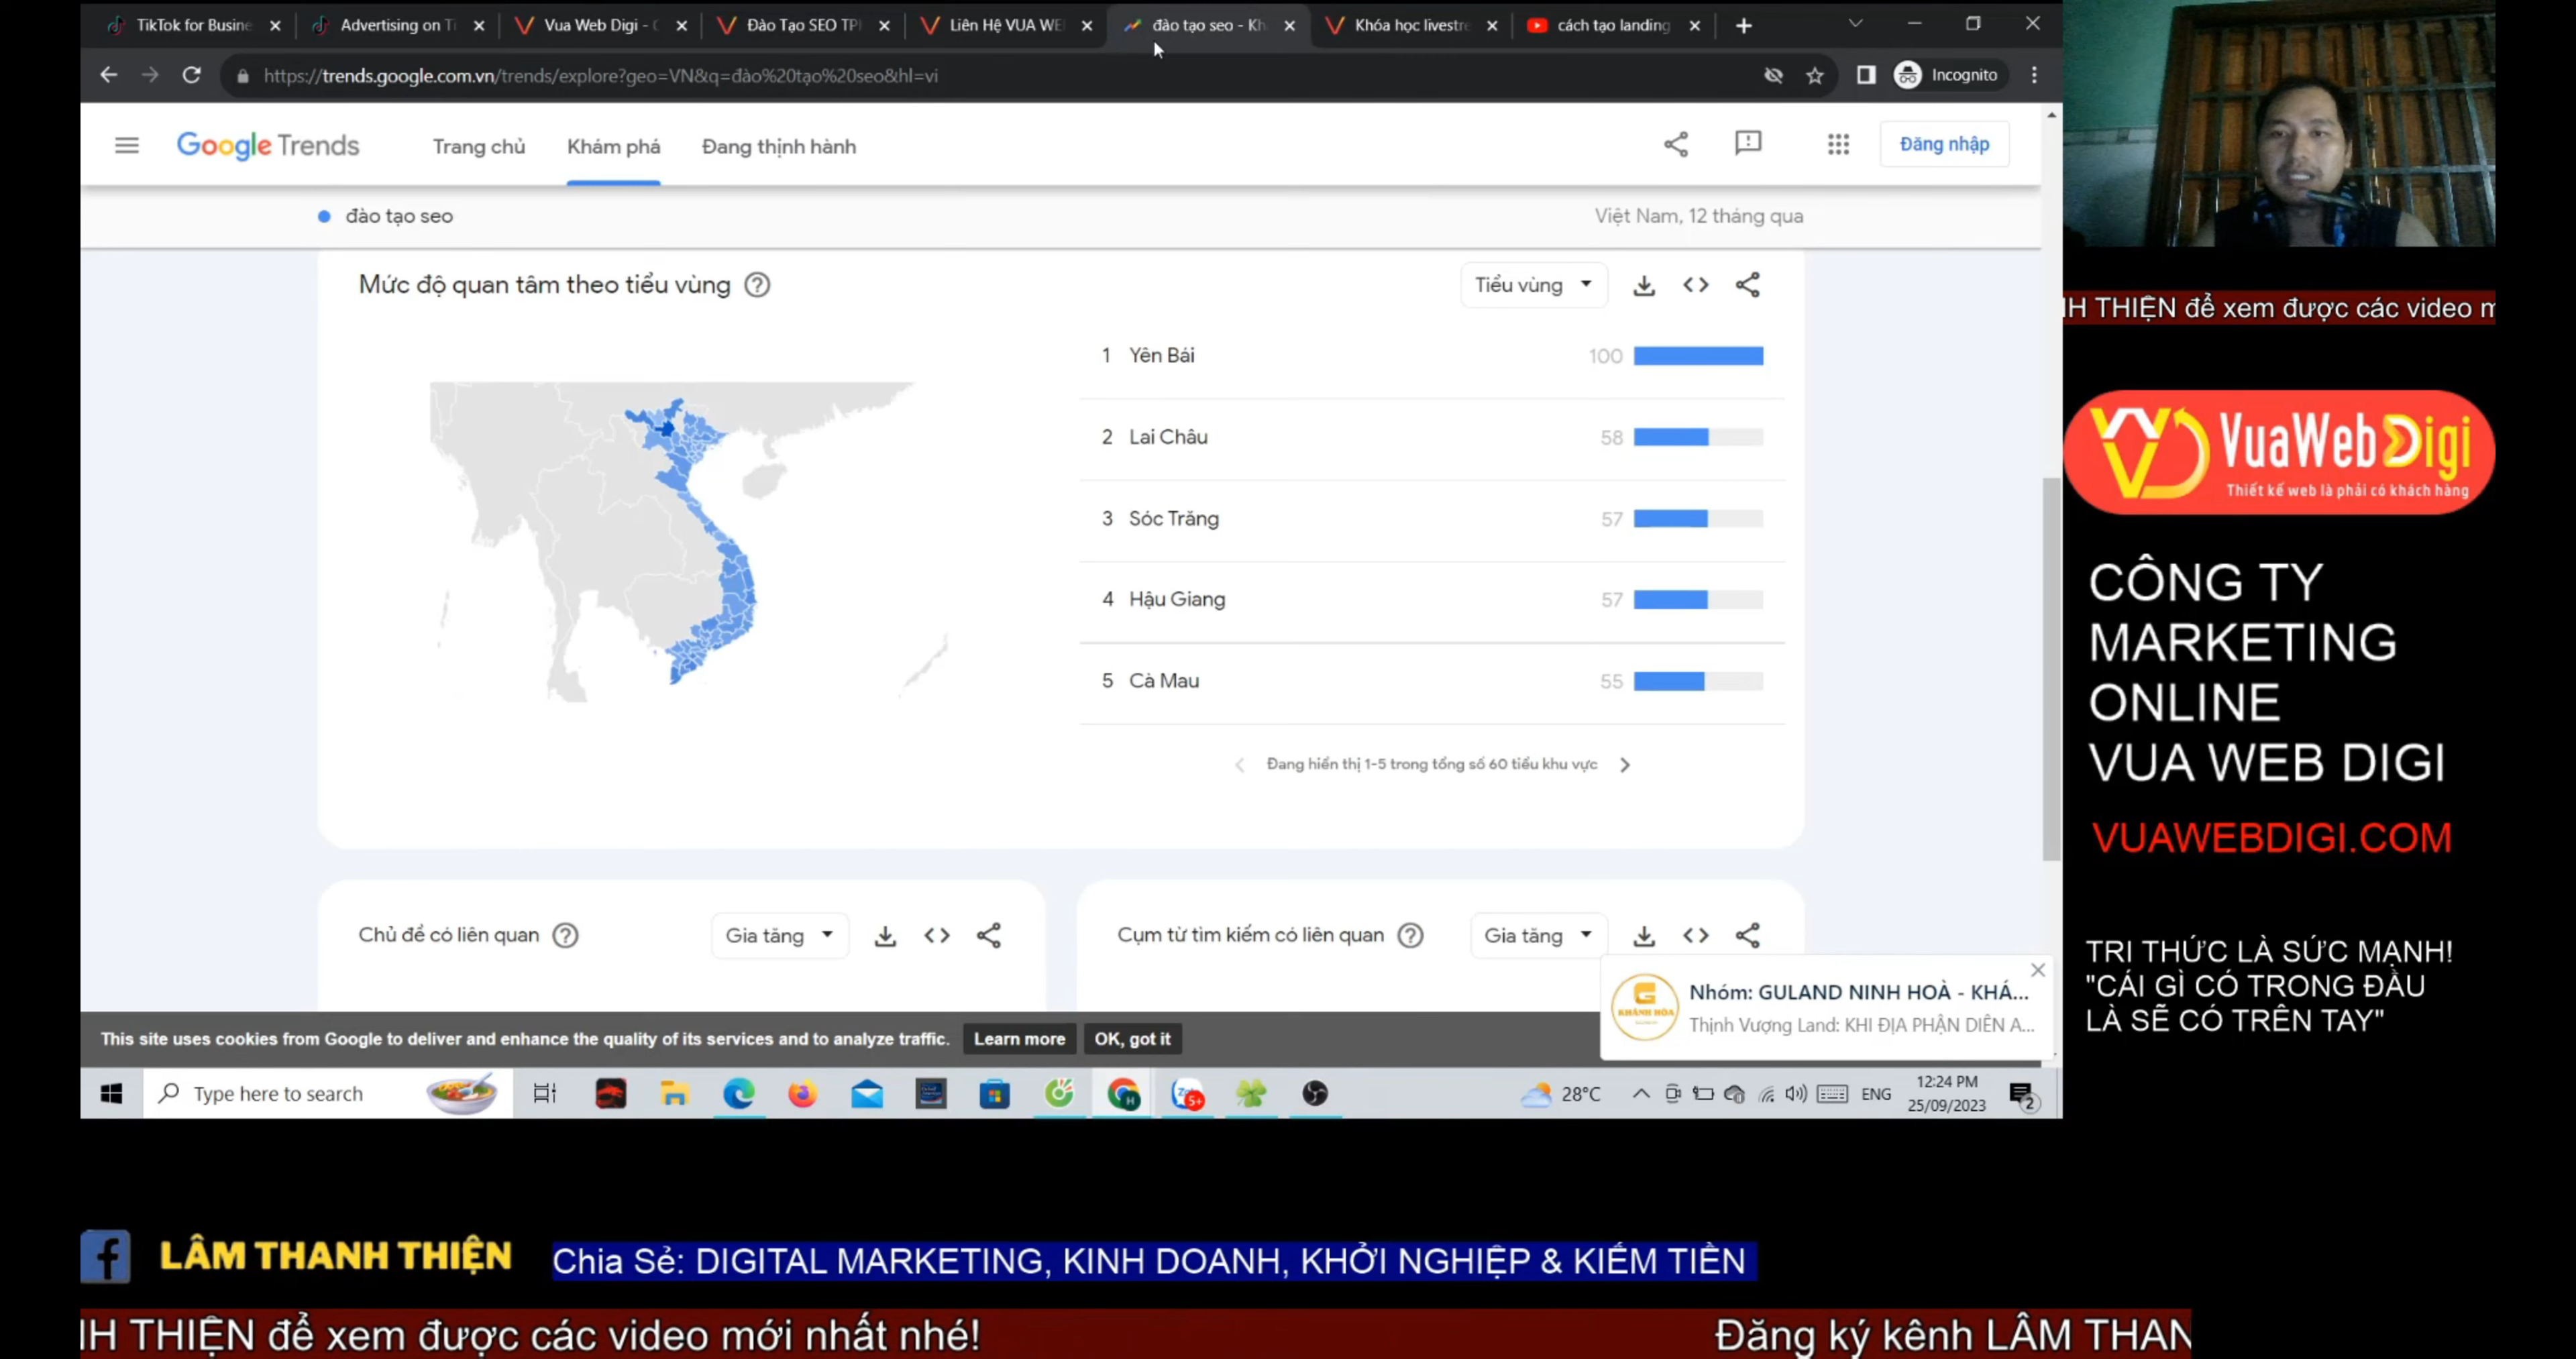 TikTok for Busine
Advertising on Ti
Vua Web Digi - C
Đào Tạo SEO TPH
Liên Hệ VUA WEB
đào tạo seo - Kh
Khóa học livestre
cách tạo landing
https://trends.google.com.vn/trends/explore?geo=VN&q=đào%20tạo%20seo&hl=vi
Incognito
Google Trends
Trang chủ
Khám phá
Đang thịnh hành
Đăng nhập
đào tạo seo
Việt Nam, 12 tháng qua
Mức độ quan tâm theo tiểu vùng
Tiểu vùng
1 Yên Bái 100
2 Lai Châu 58
3 Sóc Trăng 57
4 Hậu Giang 57
5 Cà Mau 55
Đang hiển thị 1-5 trong tổng số 60 tiểu khu vực
Chủ đề có liên quan
Gia tăng
Cụm từ tìm kiếm có liên quan
Gia tăng
Nhóm: GULAND NINH HOÀ - KHÁ...
Thịnh Vượng Land: KHI ĐỊA PHẬN DIÊN A...
KHÁNH HÒA
This site uses cookies from Google to deliver and enhance the quality of its services and to analyze traffic.
Learn more
OK, got it
Type here to search
5+
28°C
ENG
12:24 PM
25/09/2023
2
IH THIỆN để xem được các video m
VuaWebDigi
Thiết kế web là phải có khách hàng
CÔNG TY
MARKETING
ONLINE
VUA WEB DIGI
VUAWEBDIGI.COM
TRI THỨC LÀ SỨC MẠNH!
"CÁI GÌ CÓ TRONG ĐẦU
LÀ SẼ CÓ TRÊN TAY"
LÂM THANH THIỆN
Chia Sẻ: DIGITAL MARKETING, KINH DOANH, KHỞI NGHIỆP & KIẾM TIỀN
IH THIỆN để xem được các video mới nhất nhé!
Đăng ký kênh LÂM THAN